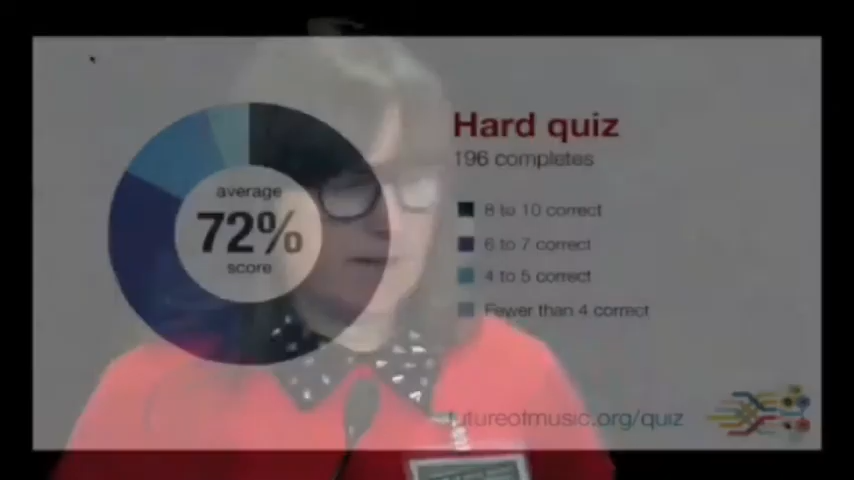 Hard quiz
196 completes
average
72%
score
8 to 10 correct
6 to 7 correct
4 to 5 correct
Fewer than 4 correct
futureofmusic.org/quiz